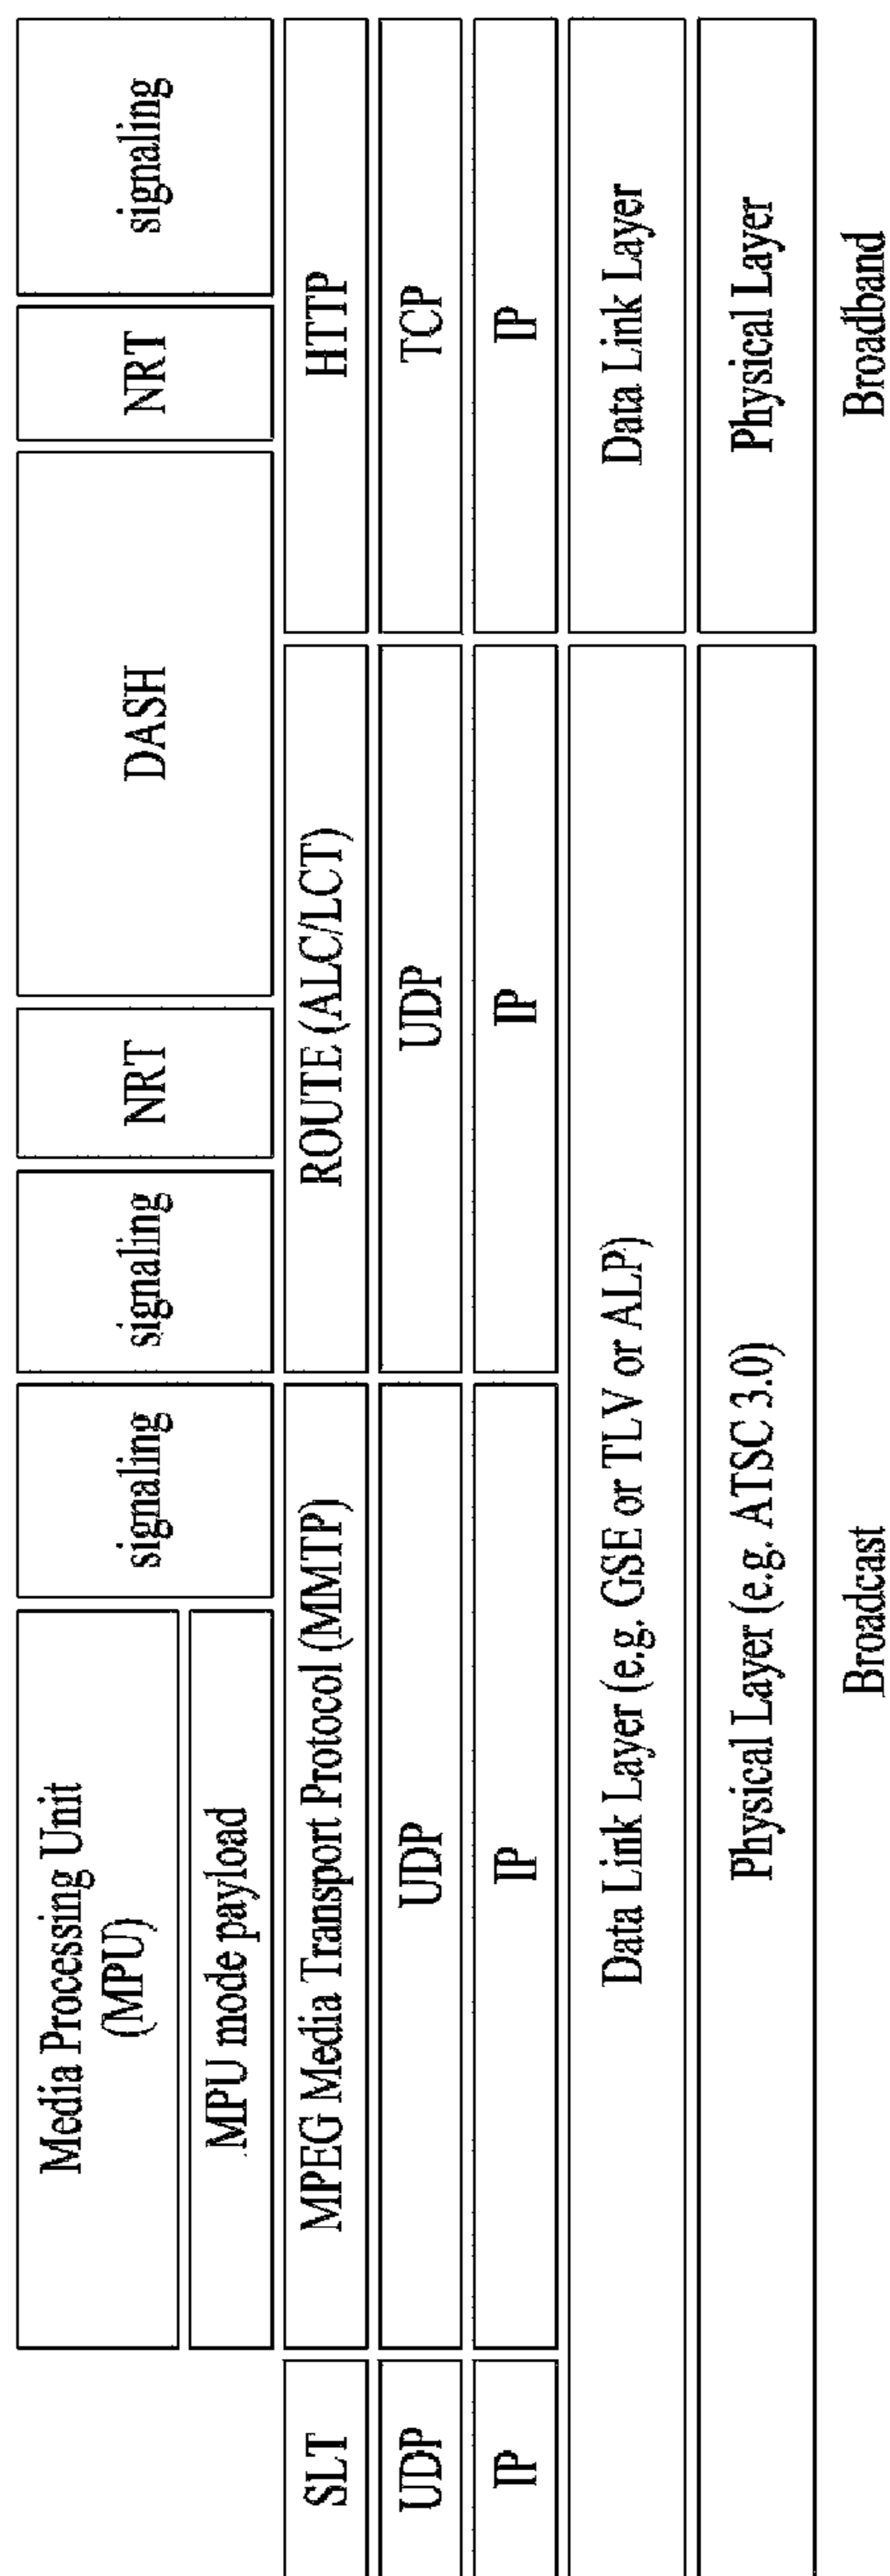 Media Processing Unit
(MPU)
MPU mode payload
signaling
signaling
NRT
DASH
NRT
signaling
SLT
MPEG Media Transport Protocol (MMTP)
ROUTE (ALC/LCT)
HTTP
UDP
UDP
UDP
TCP
IP
IP
IP
IP
Data Link Layer (e.g. GSE or TLV or ALP)
Data Link Layer
Physical Layer (e.g. ATSC 3.0)
Physical Layer
Broadcast
Broadband